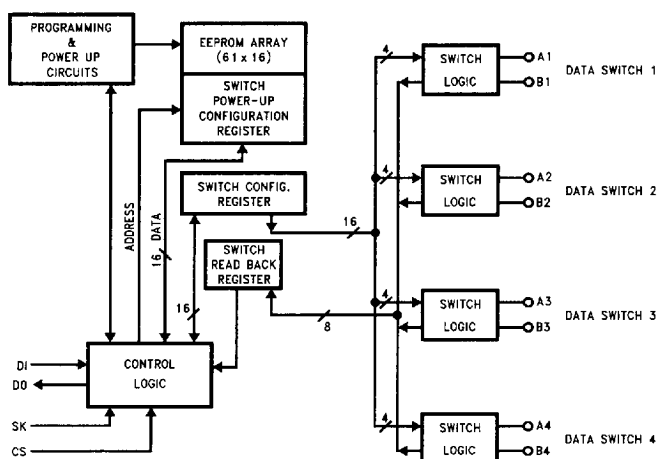 PROGRAMMING
&
POWER UP
CIRCUITS
EEPROM ARRAY
(61 x 16)
SWITCH
POWER-UP
CONFIGURATION
REGISTER
ADDRESS
16 DATA
SWITCH CONFIG.
REGISTER
16
SWITCH
READ BACK
REGISTER
16
8
DI
DO
SK
CS
CONTROL
LOGIC
4
SWITCH
LOGIC
A1
B1
DATA SWITCH 1
4
SWITCH
LOGIC
A2
B2
DATA SWITCH 2
4
SWITCH
LOGIC
A3
B3
DATA SWITCH 3
4
SWITCH
LOGIC
A4
B4
DATA SWITCH 4